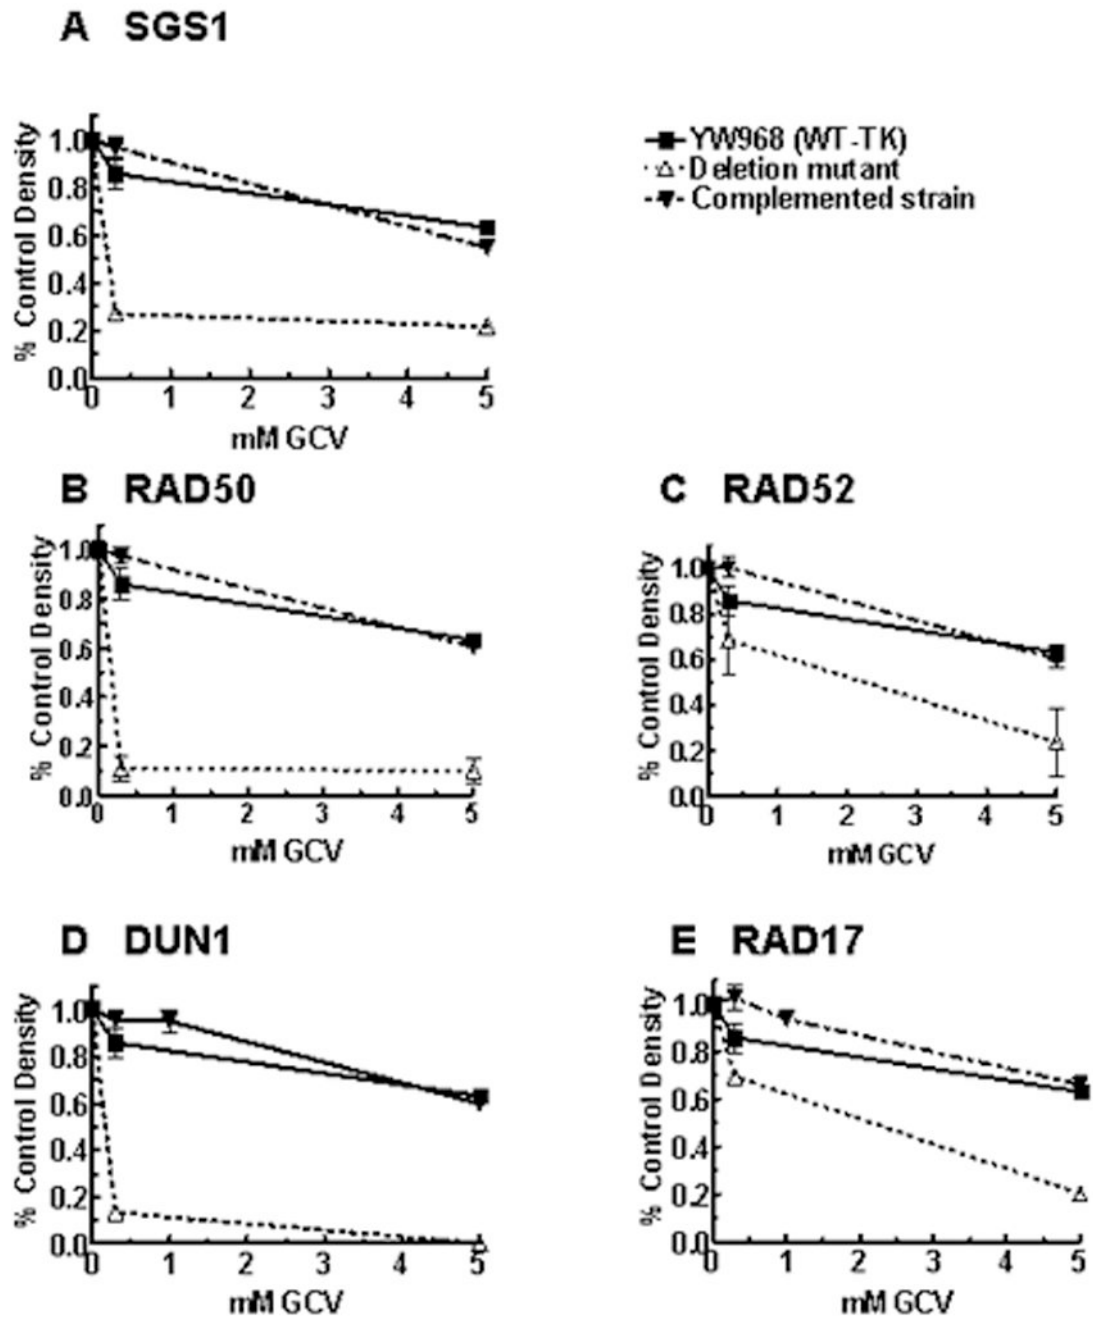 A SGS1
YW968 (WT-TK)
Deletion mutant
Complemented strain
% Control Density
1.0
0.8
0.6
0.4
0.2
0.0
0 1 2 3 4 5
mM GCV
B RAD50
% Control Density
1.0
0.8
0.6
0.4
0.2
0.0
0 1 2 3 4 5
mM GCV
C RAD52
% Control Density
1.0
0.8
0.6
0.4
0.2
0.0
0 1 2 3 4 5
mM GCV
D DUN1
% Control Density
1.0
0.8
0.6
0.4
0.2
0.0
0 1 2 3 4 5
mM GCV
E RAD17
% Control Density
1.0
0.8
0.6
0.4
0.2
0.0
0 1 2 3 4 5
mM GCV